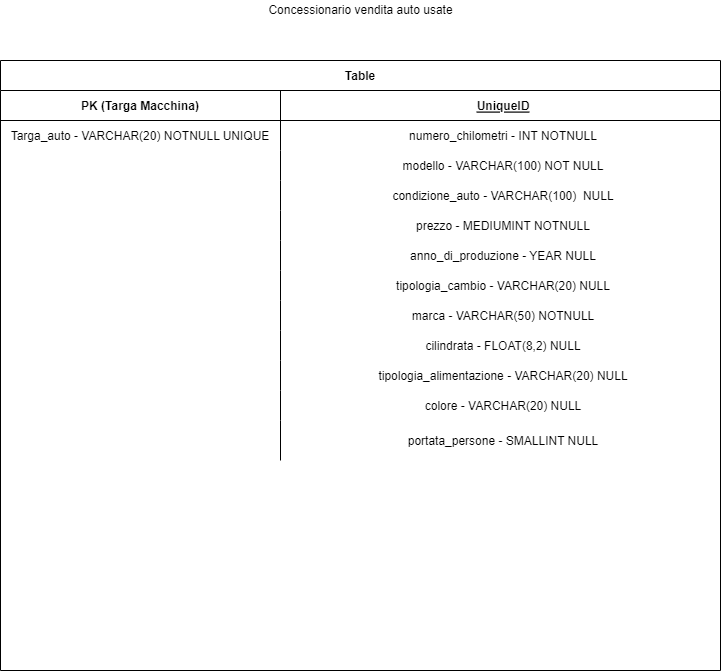 Concessionario vendita auto usate
Table
PK (Targa Macchina) UniqueID
Targa_auto - VARCHAR(20) NOTNULL UNIQUE numero_chilometri - INT NOTNULL
modello - VARCHAR(100) NOT NULL
condizione_auto - VARCHAR(100) NULL
prezzo - MEDIUMINT NOTNULL
anno_di_produzione - YEAR NULL
tipologia_cambio - VARCHAR(20) NULL
marca - VARCHAR(50) NOTNULL
cilindrata - FLOAT(8,2) NULL
tipologia_alimentazione - VARCHAR(20) NULL
colore - VARCHAR(20) NULL
portata_persone - SMALLINT NULL